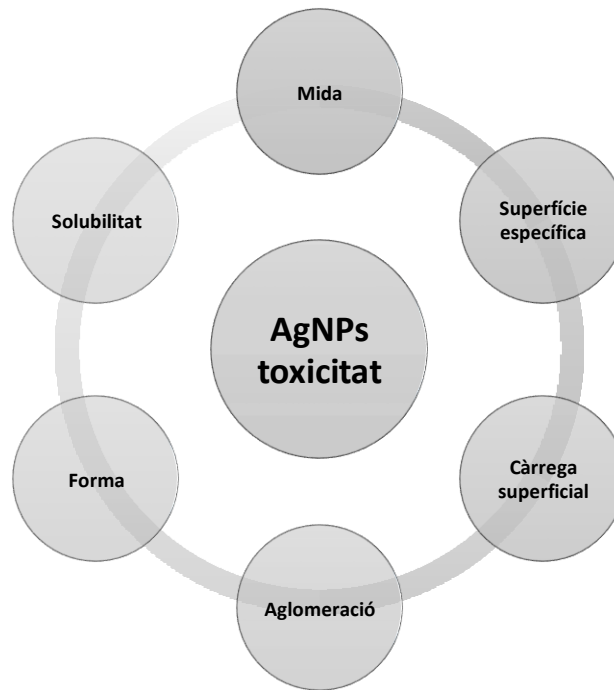 Mida
Superfície
específica
Càrrega
superficial
Aglomeració
Forma
Solubilitat
AgNPs
toxicitat